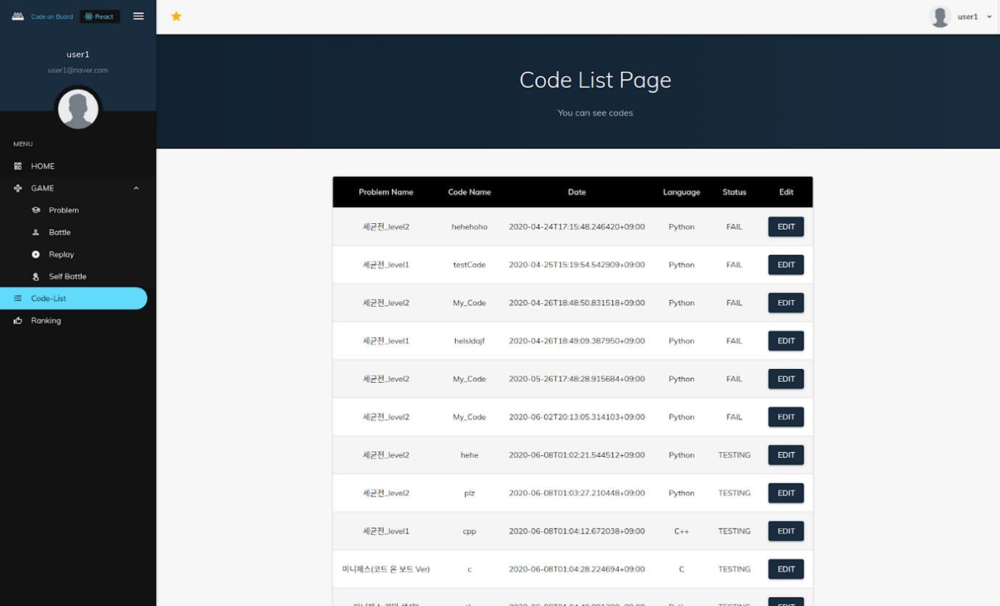 Code on Board React
user1
user1
user1@naver.com
Code List Page
You can see codes
MENU
HOME
GAME
Problem
Battle
Replay
Self Battle
Code-List
Ranking
Problem Name Code Name Date Language Status Edit
세균전_level2 hehehoho 2020-04-24T17:15:48.246420+09:00 Python FAIL EDIT
세균전_level1 testCode 2020-04-25T15:19:54.542909+09:00 Python FAIL EDIT
세균전_level2 My_Code 2020-04-26T18:48:50.831518+09:00 Python FAIL EDIT
세균전_level1 helsldajf 2020-04-26T18:49:09.387950+09:00 Python FAIL EDIT
세균전_level2 My_Code 2020-05-26T17:48:28.915684+09:00 Python FAIL EDIT
세균전_level2 My_Code 2020-06-02T20:13:05.314103+09:00 Python FAIL EDIT
세균전_level2 hehe 2020-06-08T01:02:21.544512+09:00 Python TESTING EDIT
세균전_level2 plz 2020-06-08T01:03:27.210448+09:00 Python TESTING EDIT
세균전_level1 cpp 2020-06-08T01:04:12.672038+09:00 C++ TESTING EDIT
미니체스(코드 온 보드 Ver) c 2020-06-08T01:04:28.224694+09:00 C TESTING EDIT
TESTING EDIT